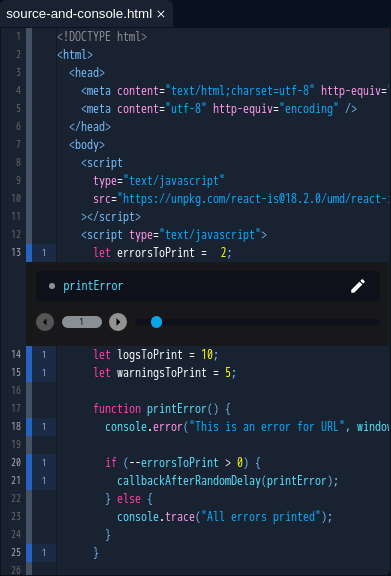 source-and-console.html ×
1 <!DOCTYPE html>
2 <html>
3 <head>
4 <meta content="text/html;charset=utf-8" http-equiv=
5 <meta content="utf-8" http-equiv="encoding" />
6 </head>
7 <body>
8 <script
9 type="text/javascript"
10 src="https://unpkg.com/react-is@18.2.0/umd/react-
11 ></script>
12 <script type="text/javascript">
13 1 let errorsToPrint = 2;
printError
1
14 1 let logsToPrint = 10;
15 1 let warningsToPrint = 5;
16
17 function printError() {
18 1 console.error("This is an error for URL", window
19
20 1 if (--errorsToPrint > 0) {
21 1 callbackAfterRandomDelay(printError);
22 } else {
23 console.trace("All errors printed");
24 }
25 1 }
26